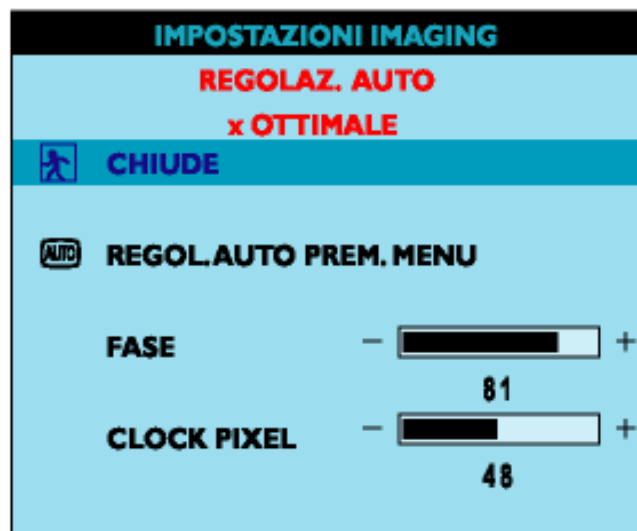 IMPOSTAZIONI IMAGING
REGOLAZ. AUTO
x OTTIMALE
CHIUDE
AUTO REGOL.AUTO PREM. MENU
FASE - +
81
CLOCK PIXEL - +
48